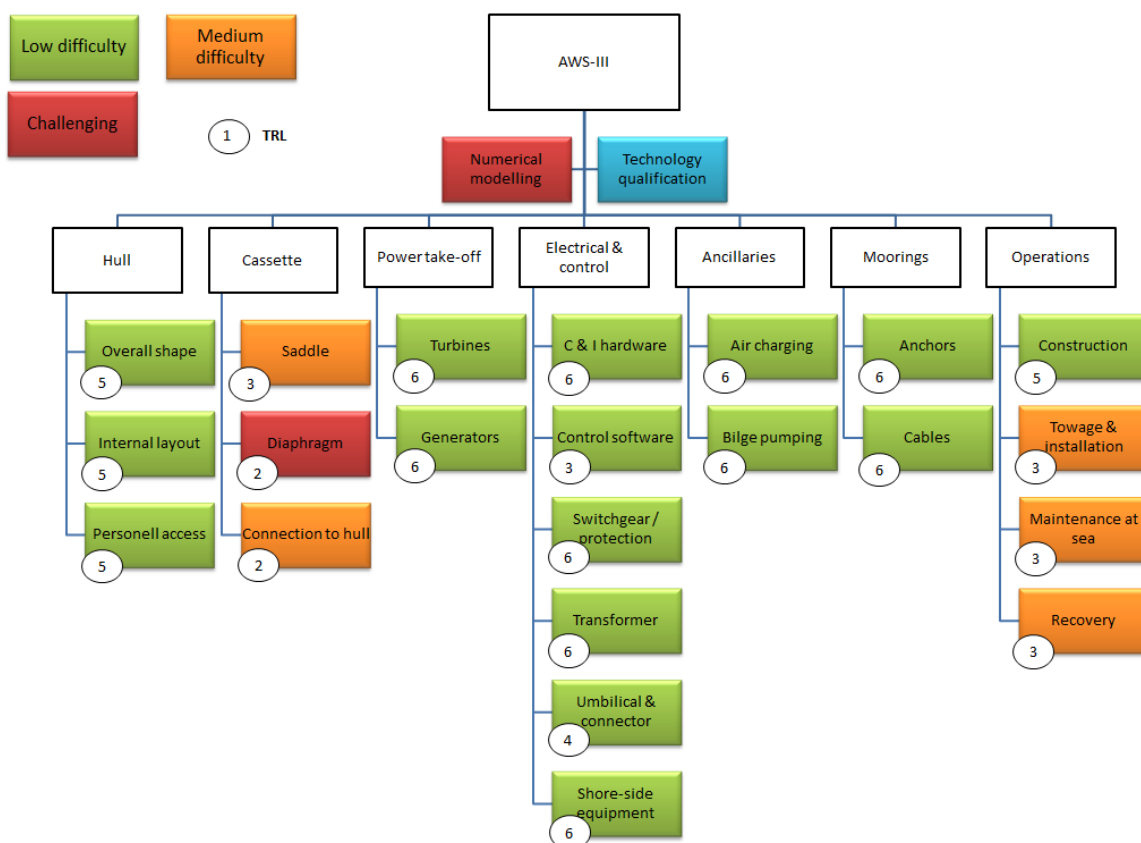 Low difficulty
Medium
difficulty
AWS-III
Challenging
1 TRL
Numerical
modelling
Technology
qualification
Hull
Cassette
Power take-off
Electrical &
control
Ancillaries
Moorings
Operations
Overall shape
5
Saddle
3
Turbines
6
C & I hardware
6
Air charging
6
Anchors
6
Construction
5
Internal layout
5
Diaphragm
2
Generators
6
Control software
3
Bilge pumping
6
Cables
6
Towage &
installation
3
Personell access
5
Connection to hull
2
Switchgear /
protection
6
Maintenance at
sea
3
Transformer
6
Recovery
3
Umbilical &
connector
4
Shore-side
equipment
6